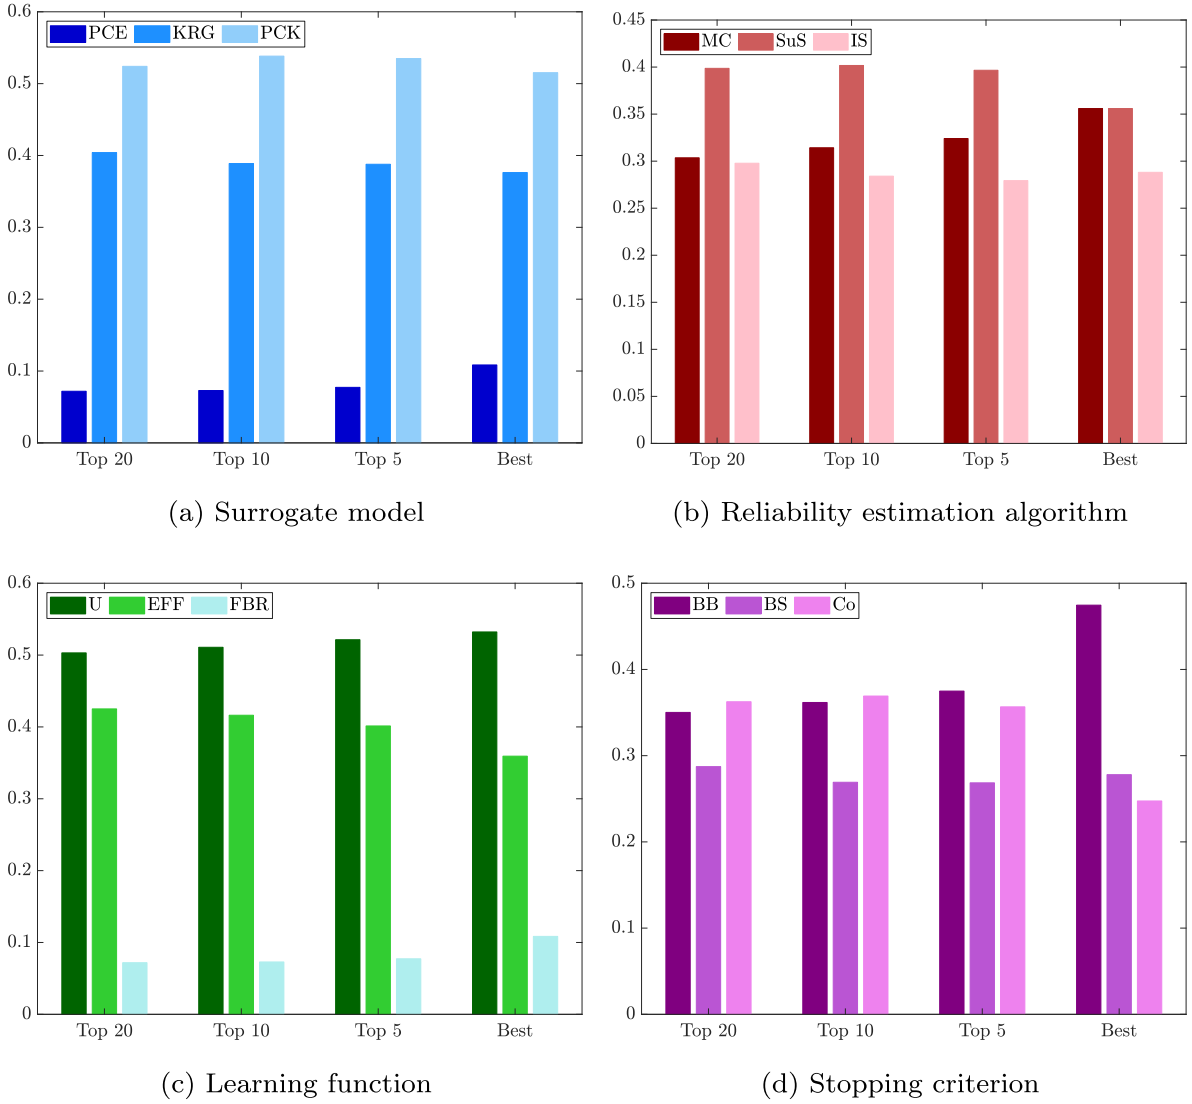 0.6
0.5
0.4
0.3
0.2
0.1
0
PCE KRG PCK
Top 20 Top 10 Top 5 Best
(a) Surrogate model
0.45
0.4
0.35
0.3
0.25
0.2
0.15
0.1
0.05
0
MC SuS IS
Top 20 Top 10 Top 5 Best
(b) Reliability estimation algorithm
0.6
0.5
0.4
0.3
0.2
0.1
0
U EFF FBR
Top 20 Top 10 Top 5 Best
(c) Learning function
0.5
0.4
0.3
0.2
0.1
0
BB BS Co
Top 20 Top 10 Top 5 Best
(d) Stopping criterion